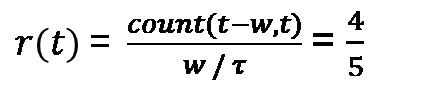 r(t) = count(t−w,t) / w / τ = 4 / 5